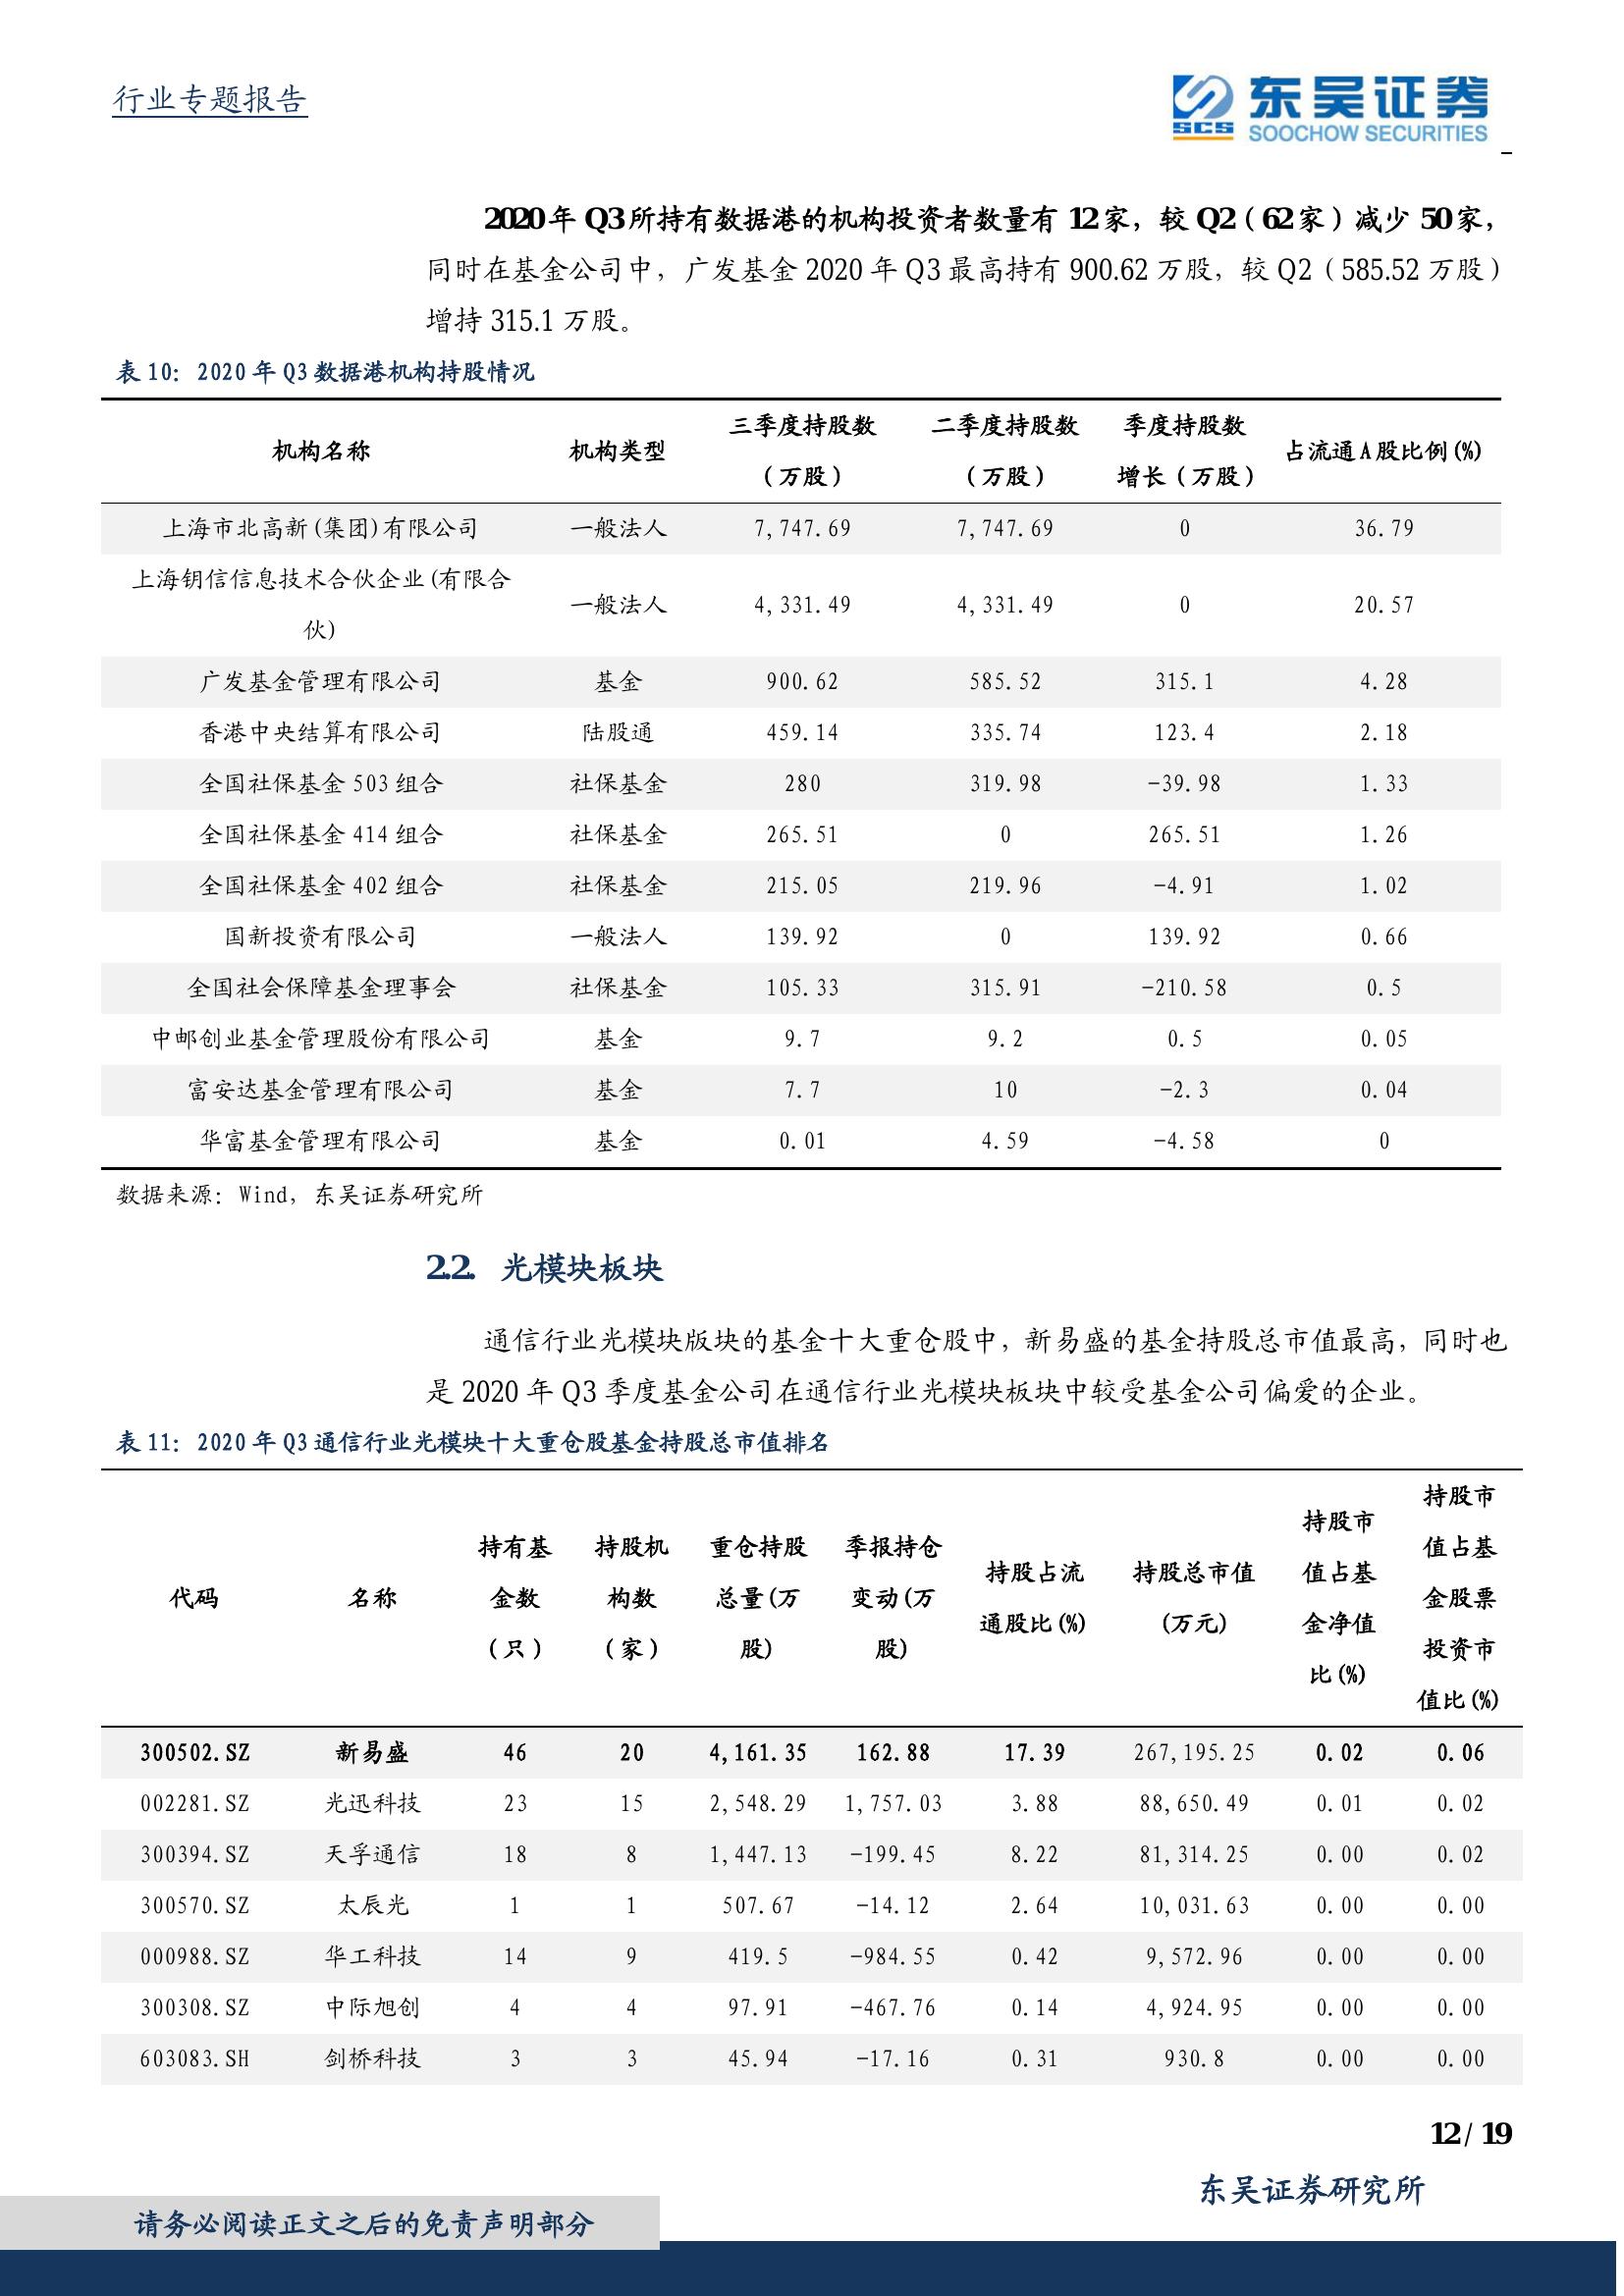 行业专题报告
东吴证券
SCS
SOOCHOW SECURITIES
2020 年 Q3 所持有数据港的机构投资者数量有 12 家，较 Q2（62 家）减少 50 家，
同时在基金公司中，广发基金 2020 年 Q3 最高持有 900.62 万股，较 Q2（585.52 万股）
增持 315.1 万股。
表 10：2020 年 Q3 数据港机构持股情况
机构名称 机构类型 三季度持股数（万股） 二季度持股数（万股） 季度持股数增长（万股） 占流通 A 股比例(%)
上海市北高新(集团)有限公司 一般法人 7,747.69 7,747.69 0 36.79
上海钥信信息技术合伙企业(有限合伙) 一般法人 4,331.49 4,331.49 0 20.57
广发基金管理有限公司 基金 900.62 585.52 315.1 4.28
香港中央结算有限公司 陆股通 459.14 335.74 123.4 2.18
全国社保基金 503 组合 社保基金 280 319.98 -39.98 1.33
全国社保基金 414 组合 社保基金 265.51 0 265.51 1.26
全国社保基金 402 组合 社保基金 215.05 219.96 -4.91 1.02
国新投资有限公司 一般法人 139.92 0 139.92 0.66
全国社会保障基金理事会 社保基金 105.33 315.91 -210.58 0.5
中邮创业基金管理股份有限公司 基金 9.7 9.2 0.5 0.05
富安达基金管理有限公司 基金 7.7 10 -2.3 0.04
华富基金管理有限公司 基金 0.01 4.59 -4.58 0
数据来源：Wind，东吴证券研究所
2.2. 光模块板块
通信行业光模块版块的基金十大重仓股中，新易盛的基金持股总市值最高，同时也
是 2020 年 Q3 季度基金公司在通信行业光模块板块中较受基金公司偏爱的企业。
表 11：2020 年 Q3 通信行业光模块十大重仓股基金持股总市值排名
代码 名称 持有基金数（只） 持股机构数（家） 重仓持股总量(万股) 季报持仓变动(万股) 持股占流通股比(%) 持股总市值(万元) 持股市值占基金净值比(%) 持股市值占基金股票投资市值比(%)
300502.SZ 新易盛 46 20 4,161.35 162.88 17.39 267,195.25 0.02 0.06
002281.SZ 光迅科技 23 15 2,548.29 1,757.03 3.88 88,650.49 0.01 0.02
300394.SZ 天孚通信 18 8 1,447.13 -199.45 8.22 81,314.25 0.00 0.02
300570.SZ 太辰光 1 1 507.67 -14.12 2.64 10,031.63 0.00 0.00
000988.SZ 华工科技 14 9 419.5 -984.55 0.42 9,572.96 0.00 0.00
300308.SZ 中际旭创 4 4 97.91 -467.76 0.14 4,924.95 0.00 0.00
603083.SH 剑桥科技 3 3 45.94 -17.16 0.31 930.8 0.00 0.00
12 / 19
东吴证券研究所
请务必阅读正文之后的免责声明部分